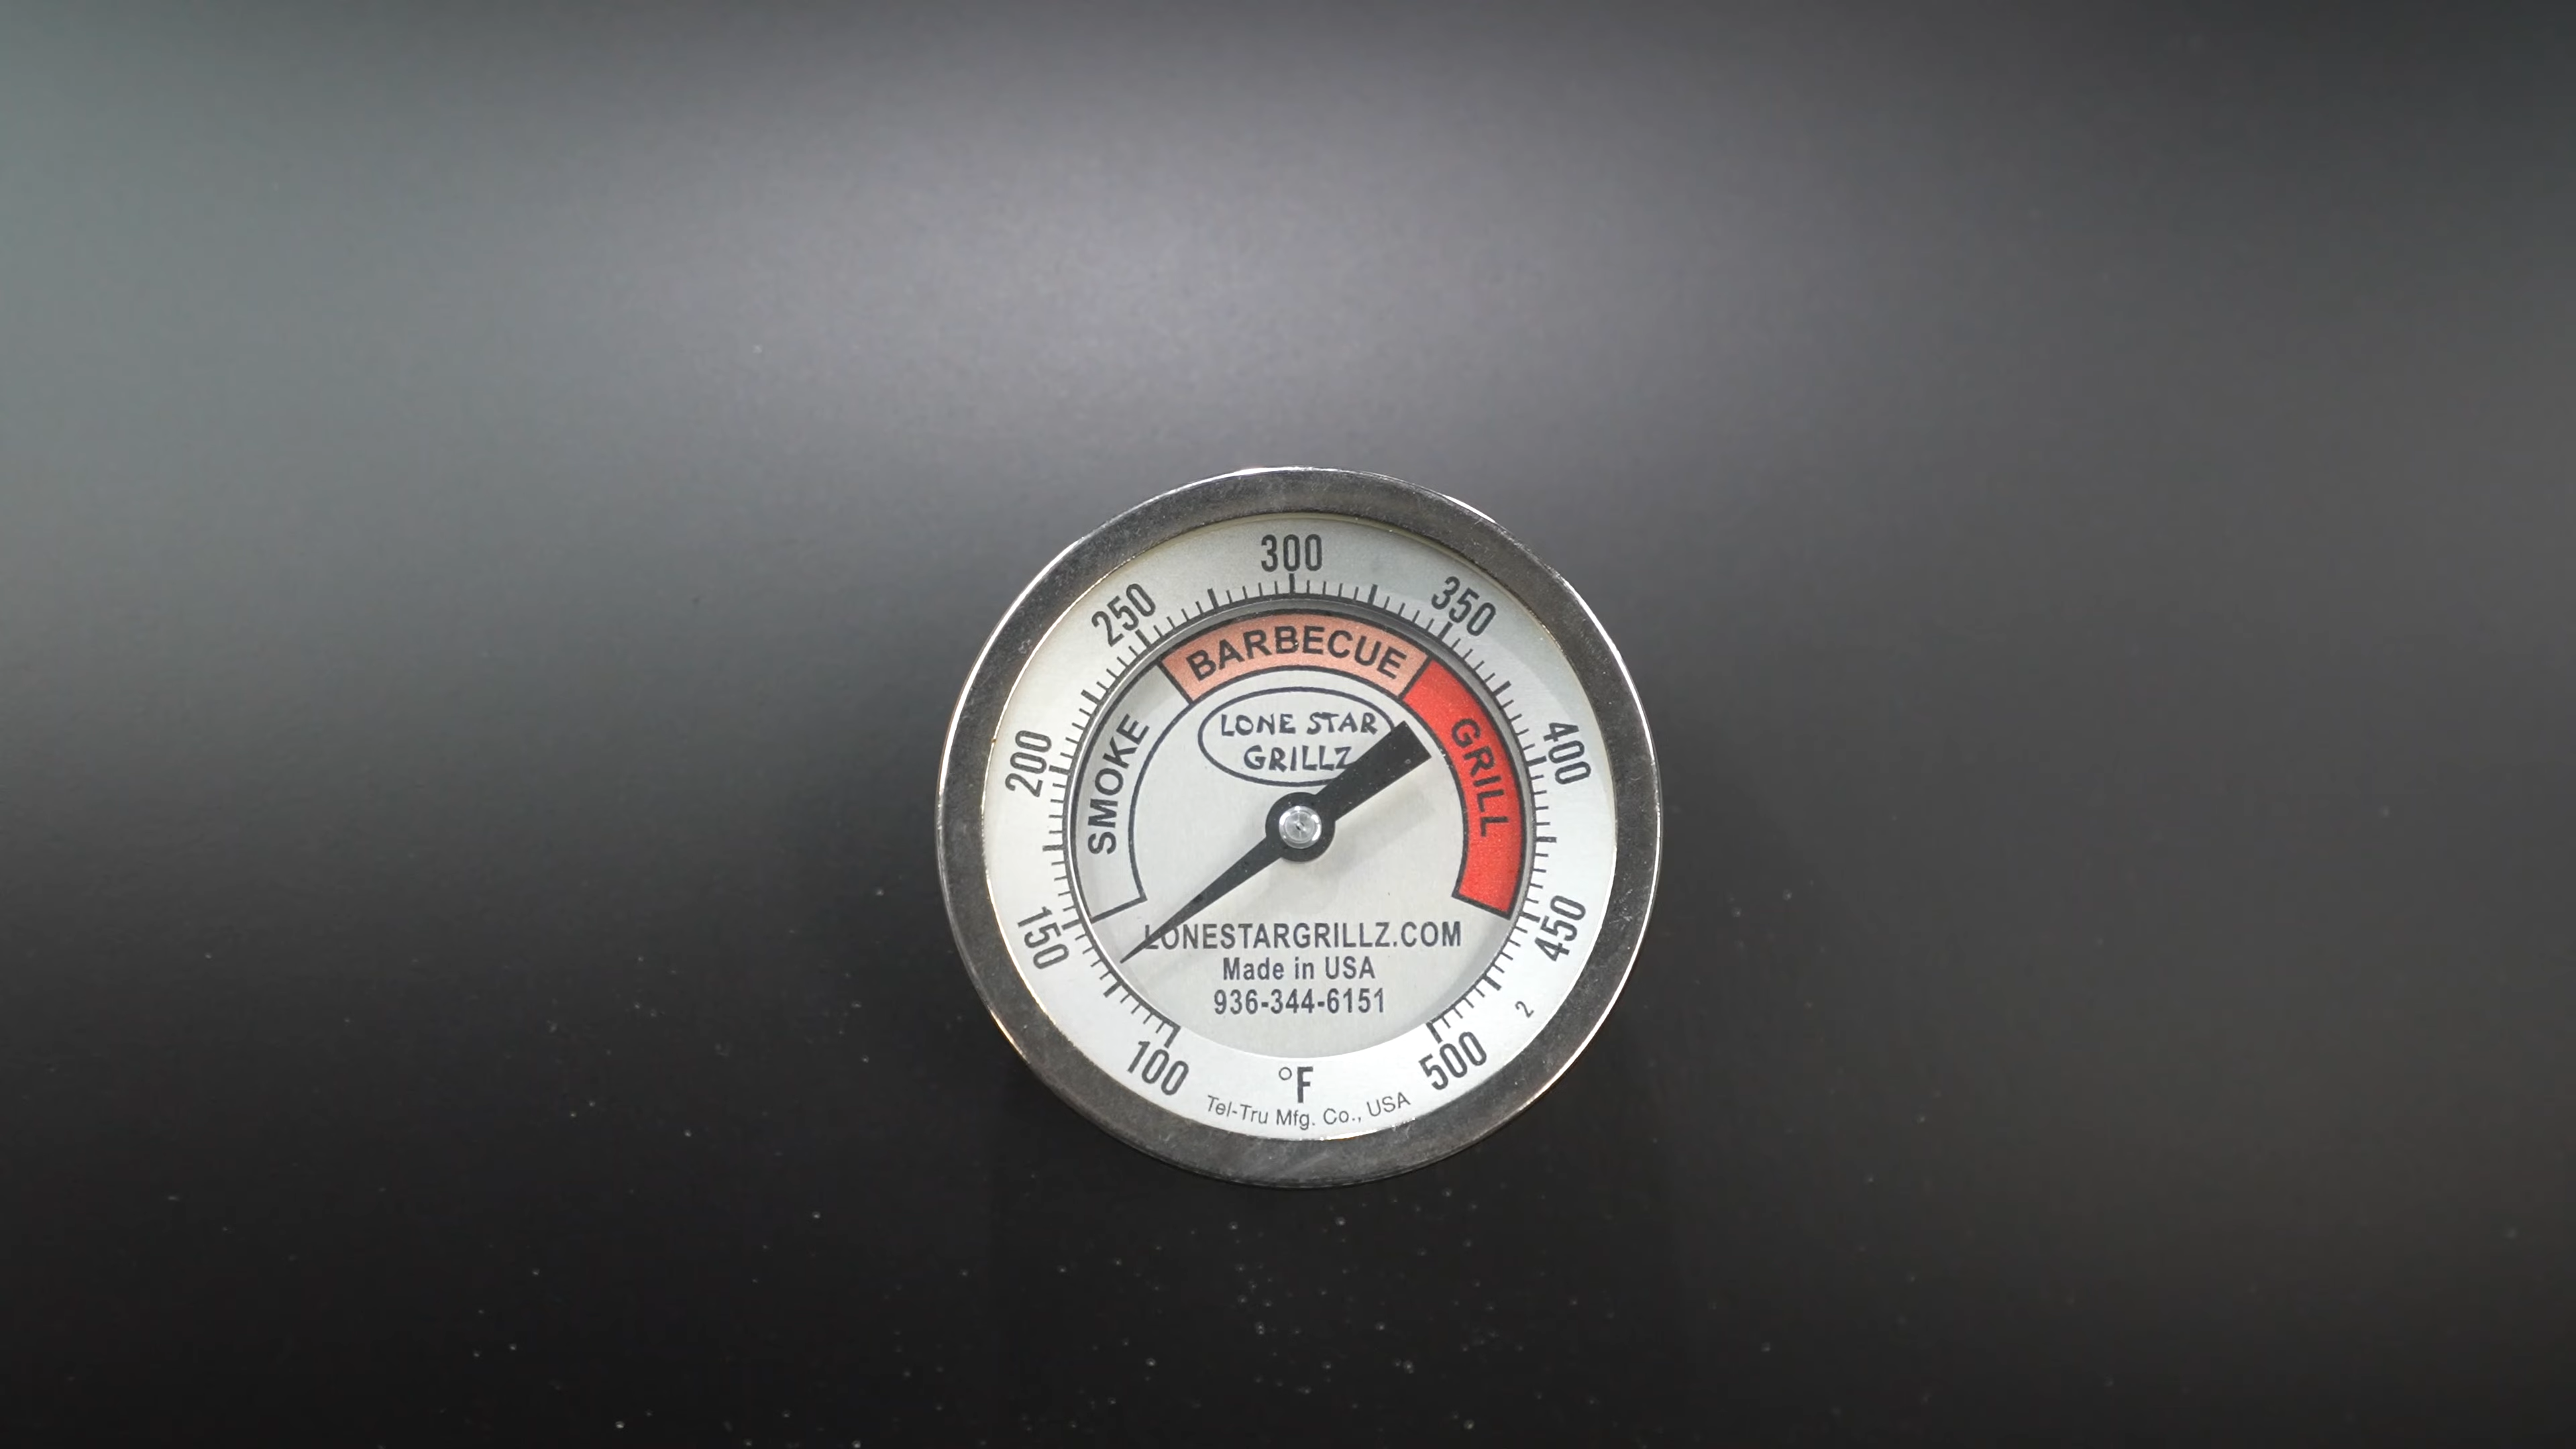 300
250
350
200
400
150
450
100
500
BARBECUE
SMOKE
GRILL
LONE STAR
GRILLZ
LONESTARGRILLZ.COM
Made in USA
936-344-6151
2
°F
Tel-Tru Mfg. Co., USA